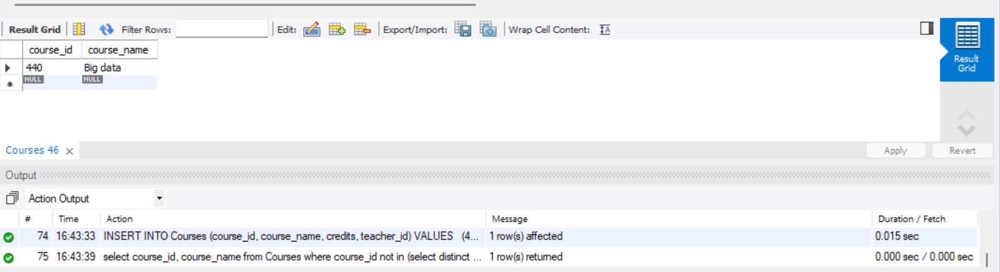 Result Grid Filter Rows: Edit: Export/Import: Wrap Cell Content:
course_id course_name
440 Big data
NULL NULL
Result
Grid
Courses 46 Apply Revert
Output
Action Output
# Time Action Message Duration / Fetch
74 16:43:33 INSERT INTO Courses (course_id, course_name, credits, teacher_id) VALUES (4... 1 row(s) affected 0.015 sec
75 16:43:39 select course_id, course_name from Courses where course_id not in (select distinct ... 1 row(s) returned 0.000 sec / 0.000 sec